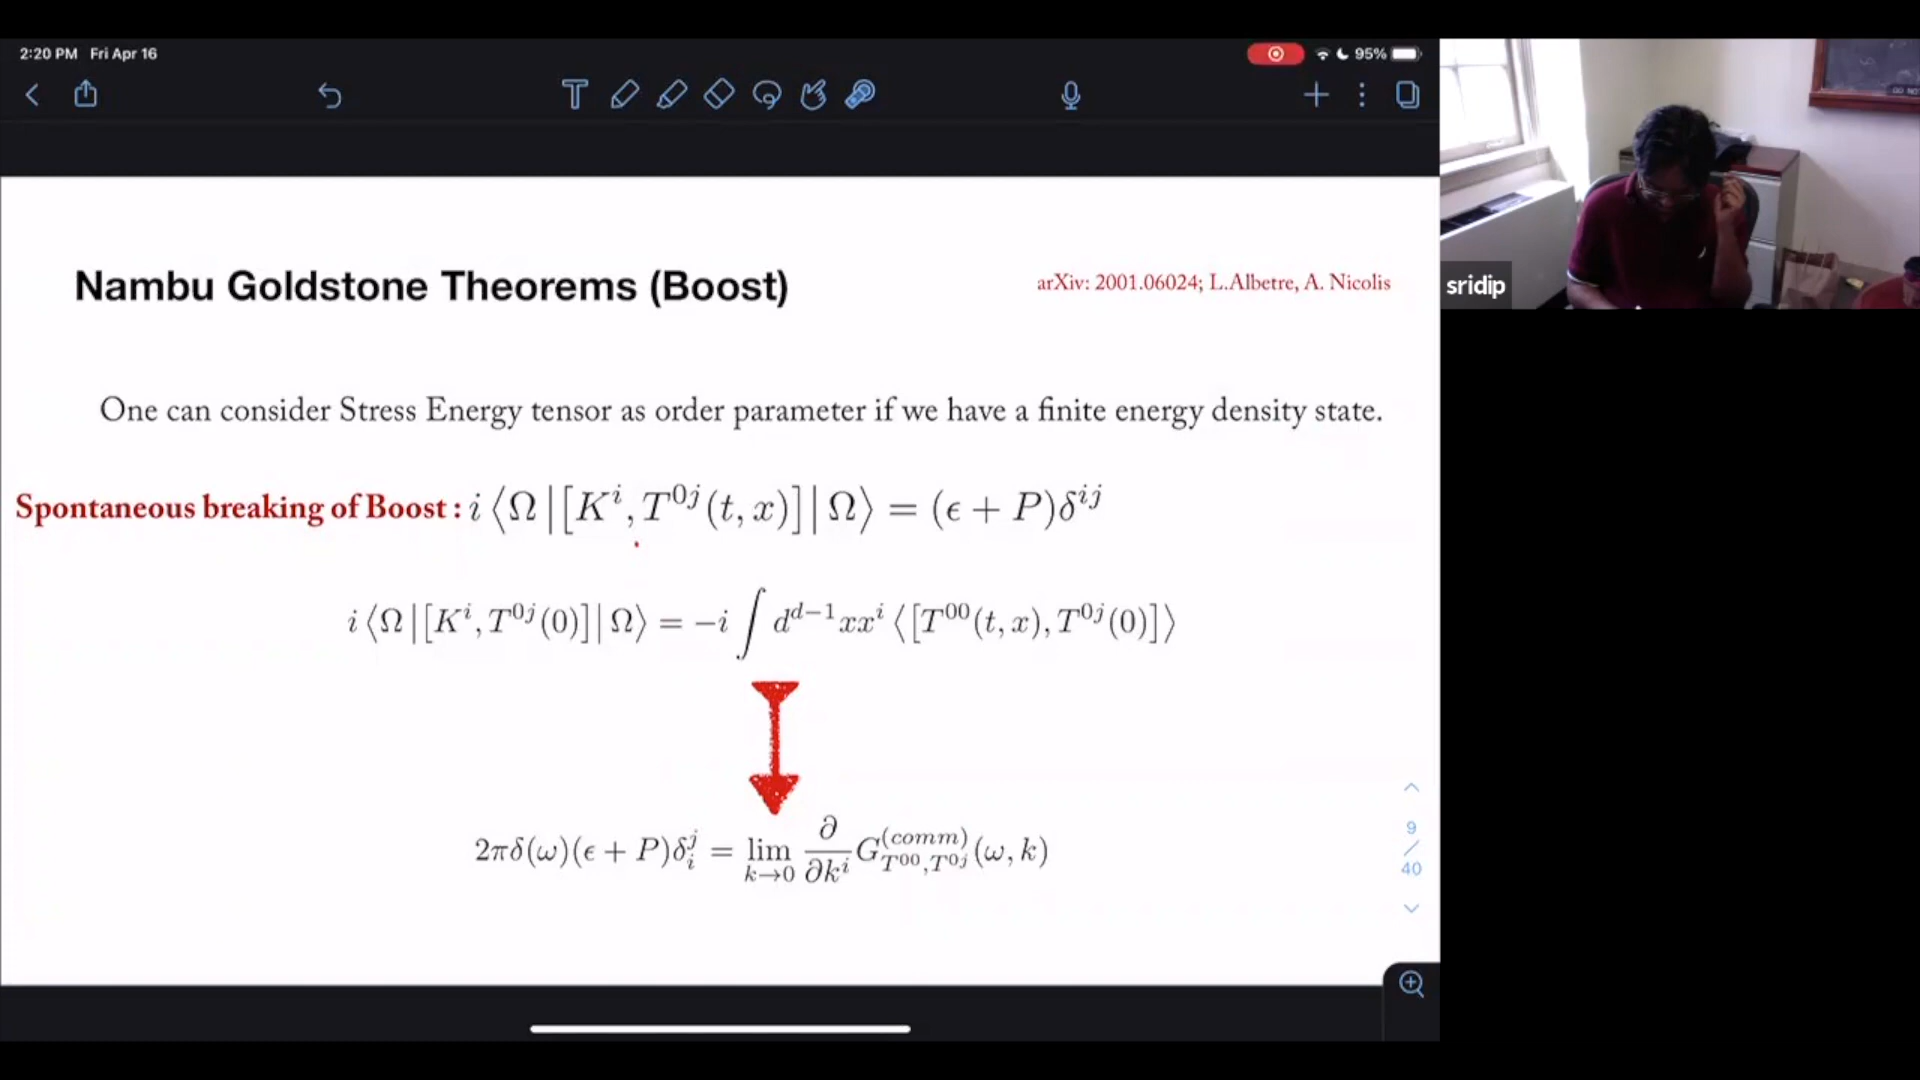 2:20 PM Fri Apr 16
95%
Nambu Goldstone Theorems (Boost)
arXiv: 2001.06024; L.Albetre, A. Nicolis
sridip
One can consider Stress Energy tensor as order parameter if we have a finite energy density state.
Spontaneous breaking of Boost : i ⟨Ω |[K^i, T^{0j}(t, x)]| Ω⟩ = (ϵ + P)δ^{ij}
i ⟨Ω |[K^i, T^{0j}(0)]| Ω⟩ = −i ∫ d^{d−1}xx^i ⟨[T^{00}(t, x), T^{0j}(0)]⟩
2πδ(ω)(ϵ + P)δ_i^j = lim_{k→0} ∂/∂k^i G^{(comm)}_{T^{00},T^{0j}}(ω, k)
9
/
40